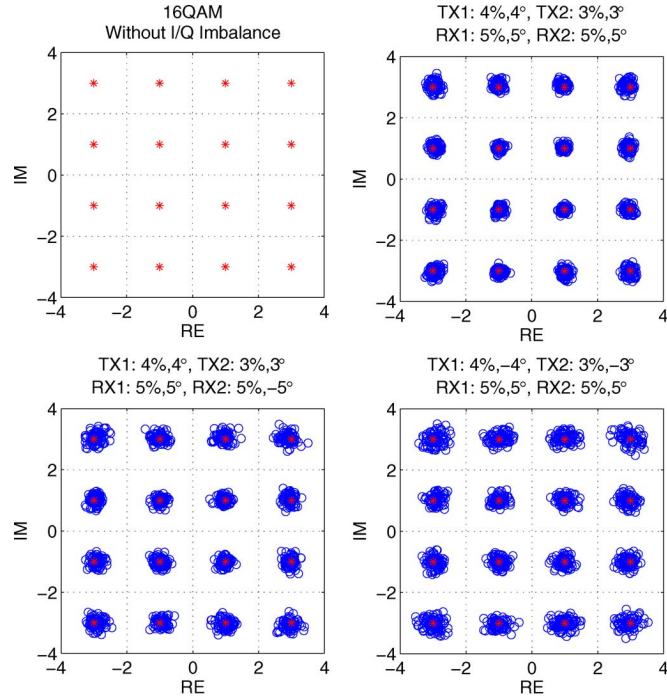 16QAM
Without I/Q Imbalance
4
2
0
−2
−4
IM
−4
−2
0
2
4
RE
TX1: 4%,4°, TX2: 3%,3°
RX1: 5%,5°, RX2: 5%,5°
4
2
0
−2
−4
IM
−4
−2
0
2
4
RE
TX1: 4%,4°, TX2: 3%,3°
RX1: 5%,5°, RX2: 5%,−5°
4
2
0
−2
−4
IM
−4
−2
0
2
4
RE
TX1: 4%,−4°, TX2: 3%,−3°
RX1: 5%,5°, RX2: 5%,5°
4
2
0
−2
−4
IM
−4
−2
0
2
4
RE